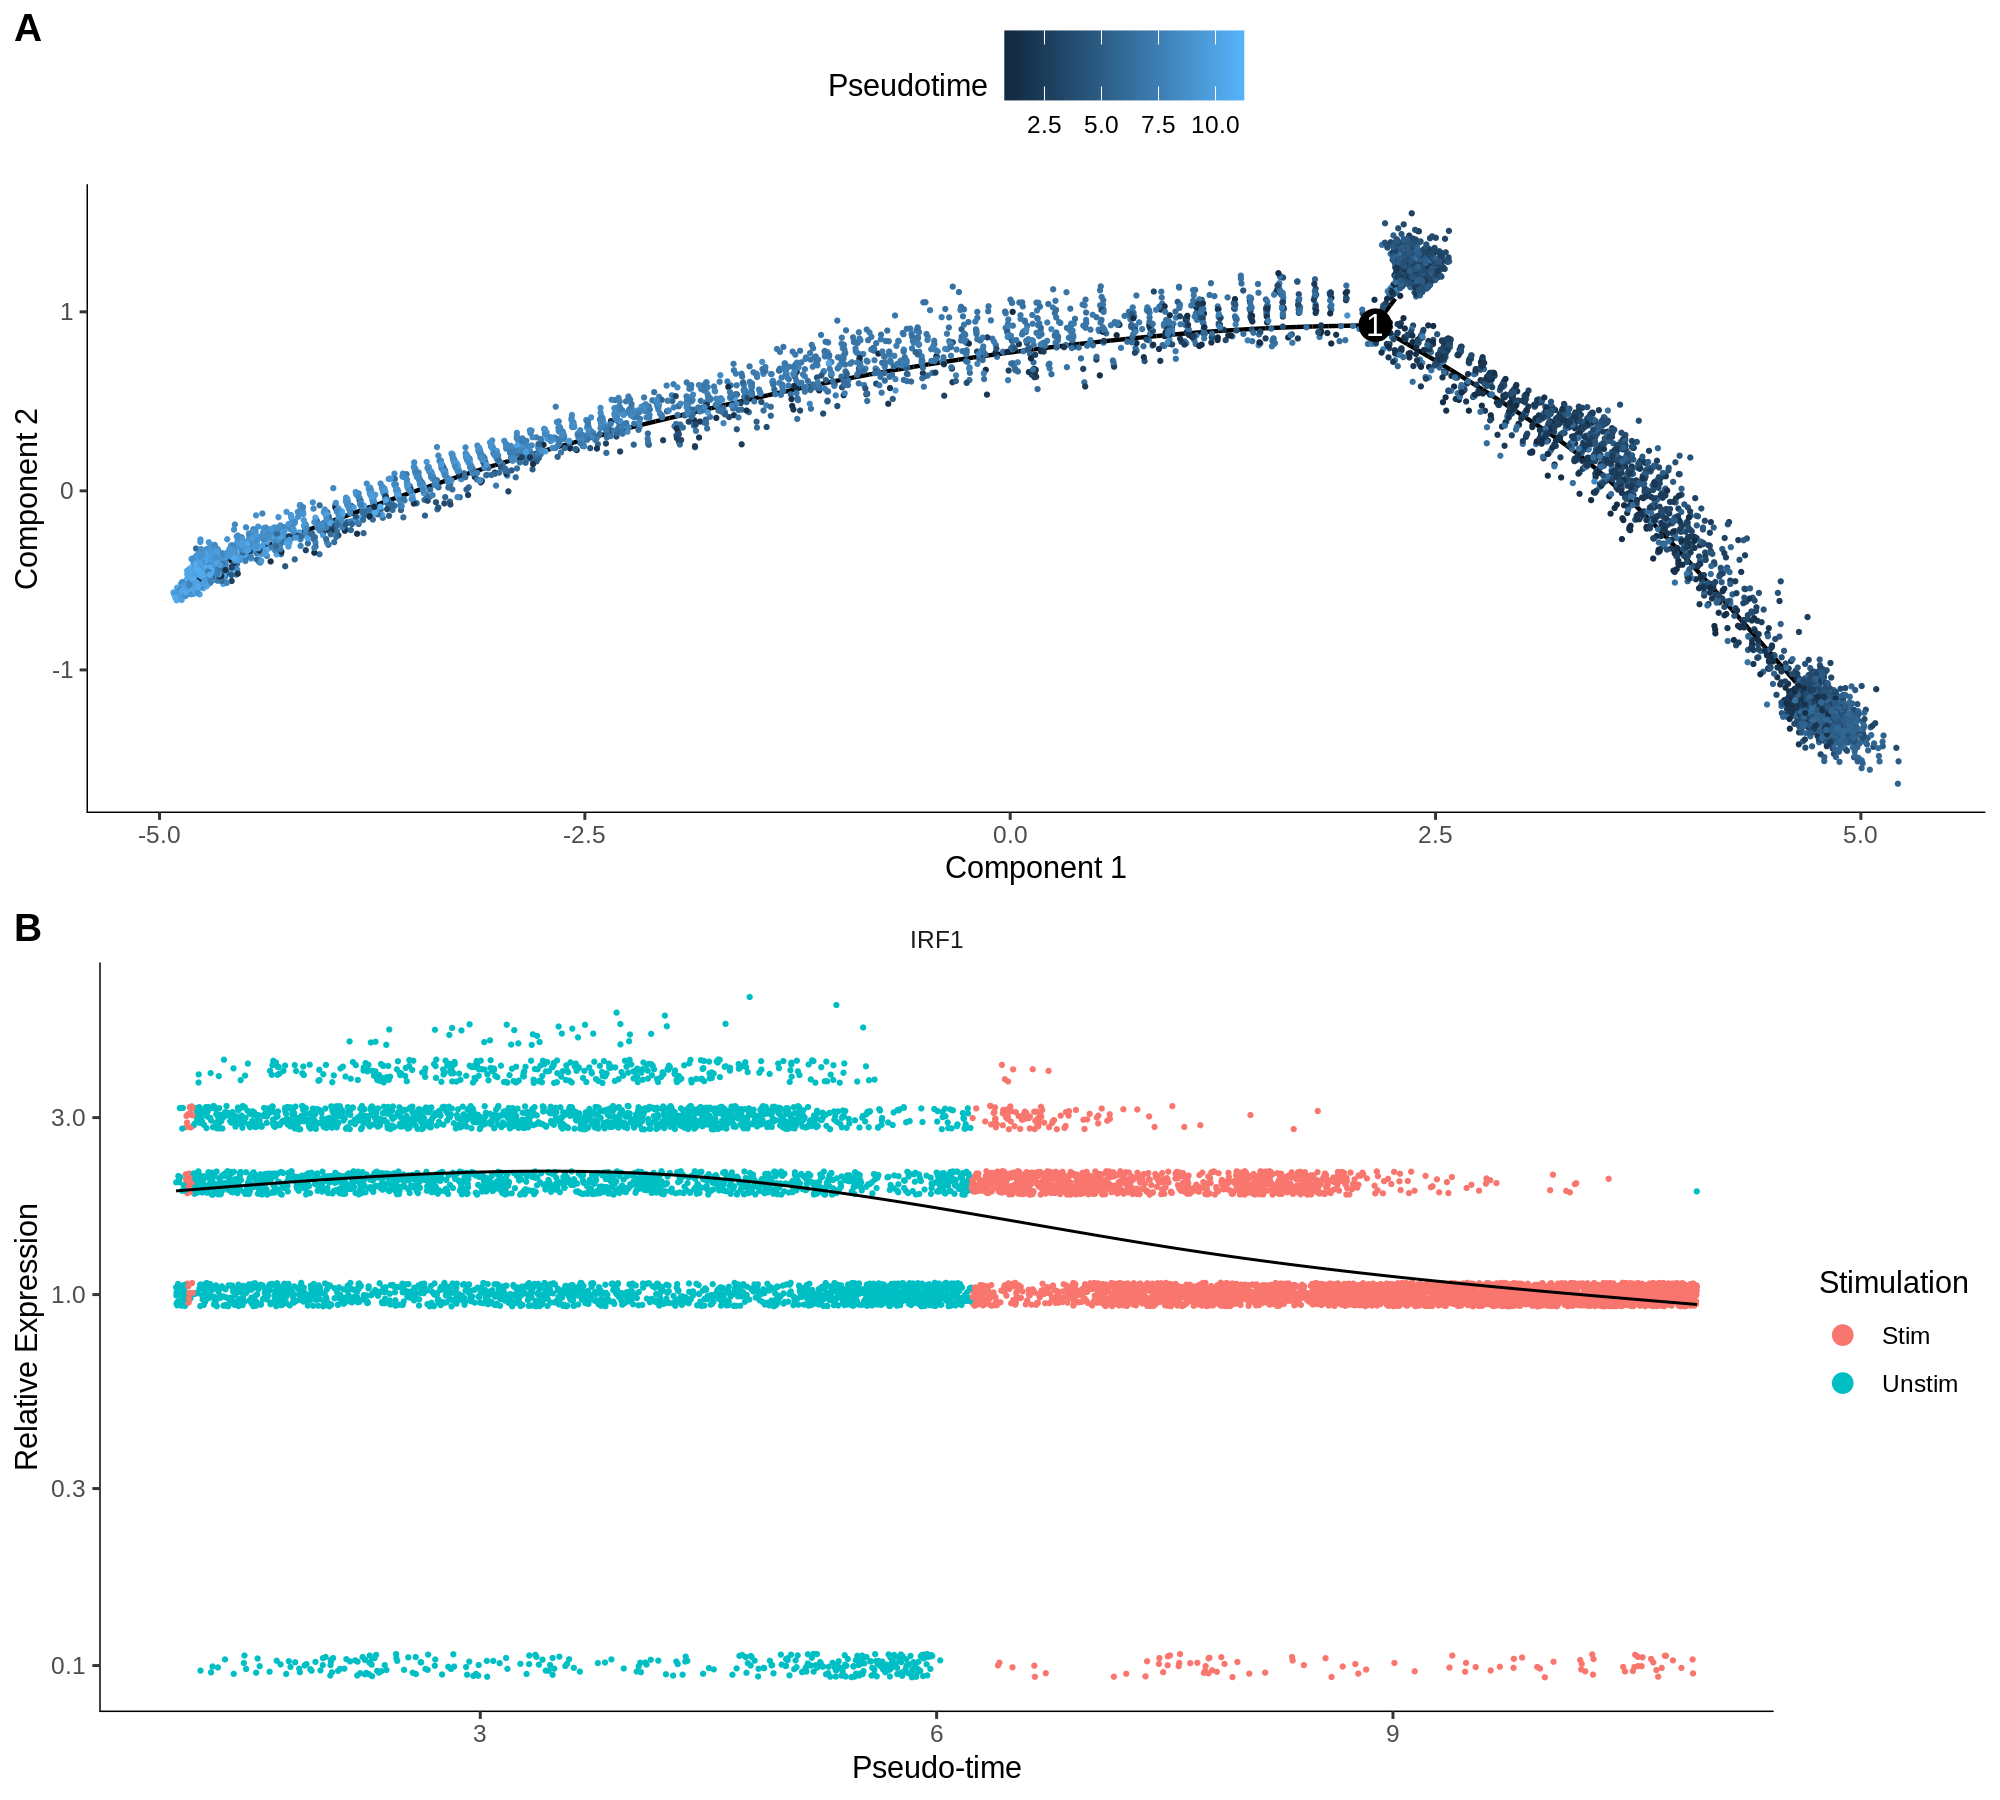 A
Pseudotime
2.5 5.0 7.5 10.0
Component 2
1
0
-1
1
-5.0 -2.5 0.0 2.5 5.0
Component 1
B
IRF1
Relative Expression
3.0
1.0
0.3
0.1
3 6 9
Pseudo-time
Stimulation
Stim
Unstim